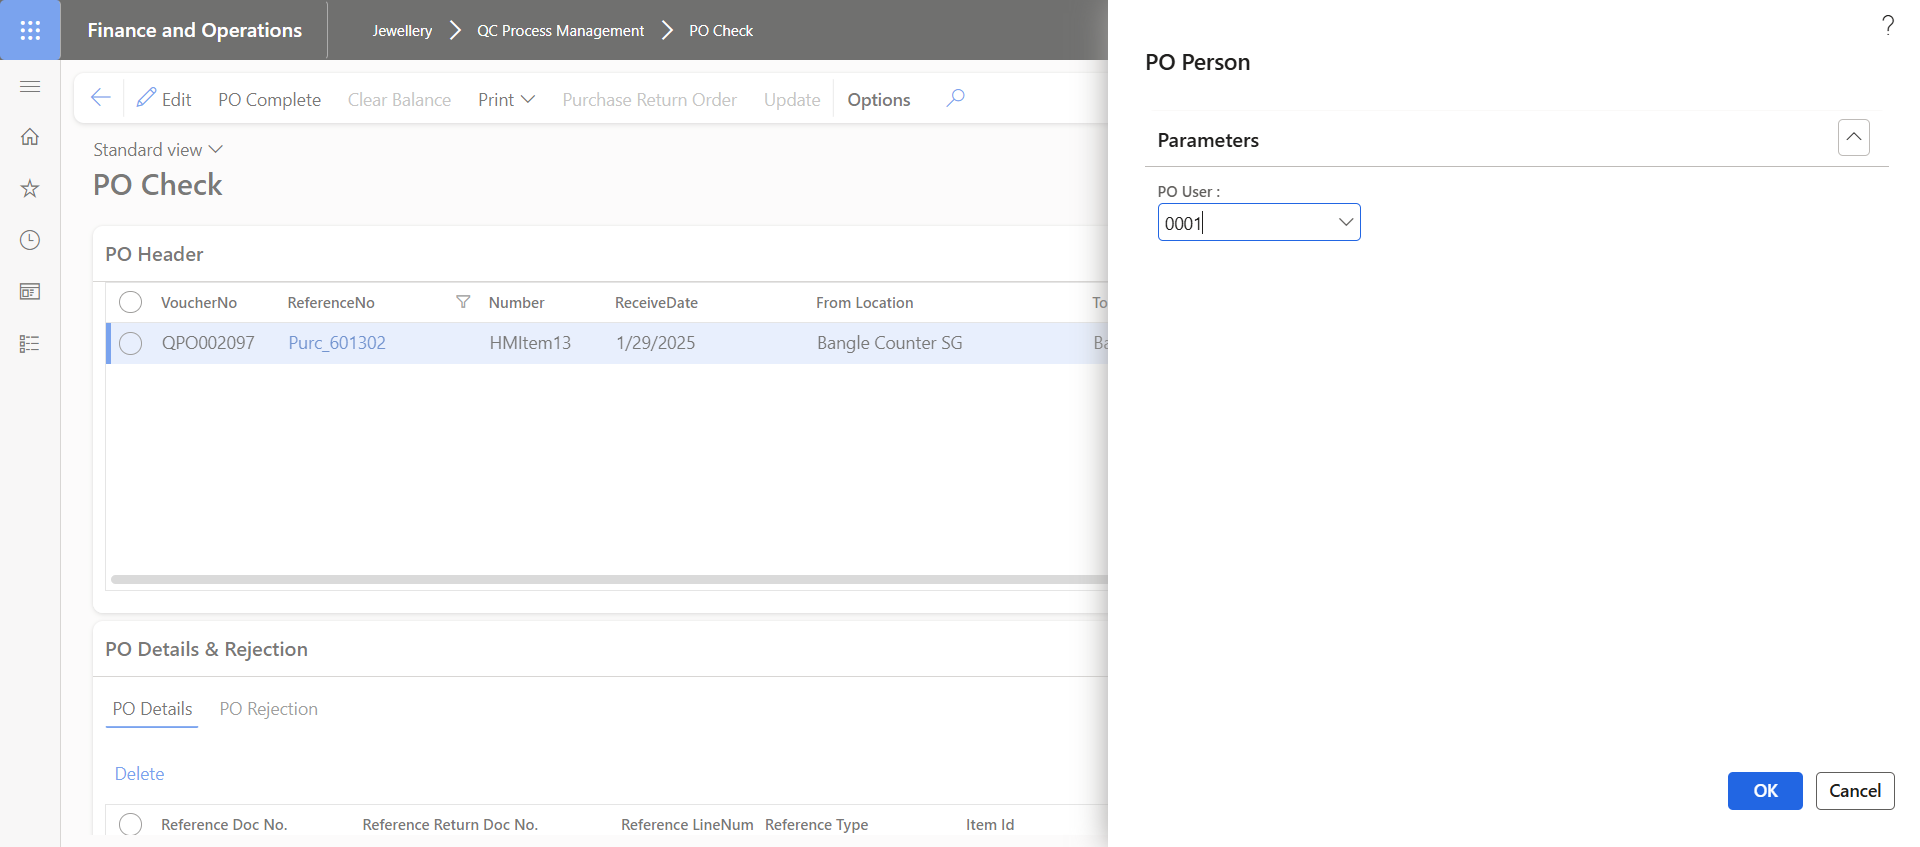 Finance and Operations
Jewellery QC Process Management PO Check
Edit PO Complete Clear Balance Print Purchase Return Order Update Options
Standard view
PO Check
PO Header
VoucherNo ReferenceNo Number ReceiveDate From Location To
QPO002097 Purc_601302 HMItem13 1/29/2025 Bangle Counter SG Ba
PO Details & Rejection
PO Details PO Rejection
Delete
Reference Doc No. Reference Return Doc No. Reference LineNum Reference Type Item Id
?
PO Person
Parameters
PO User :
0001
OK Cancel